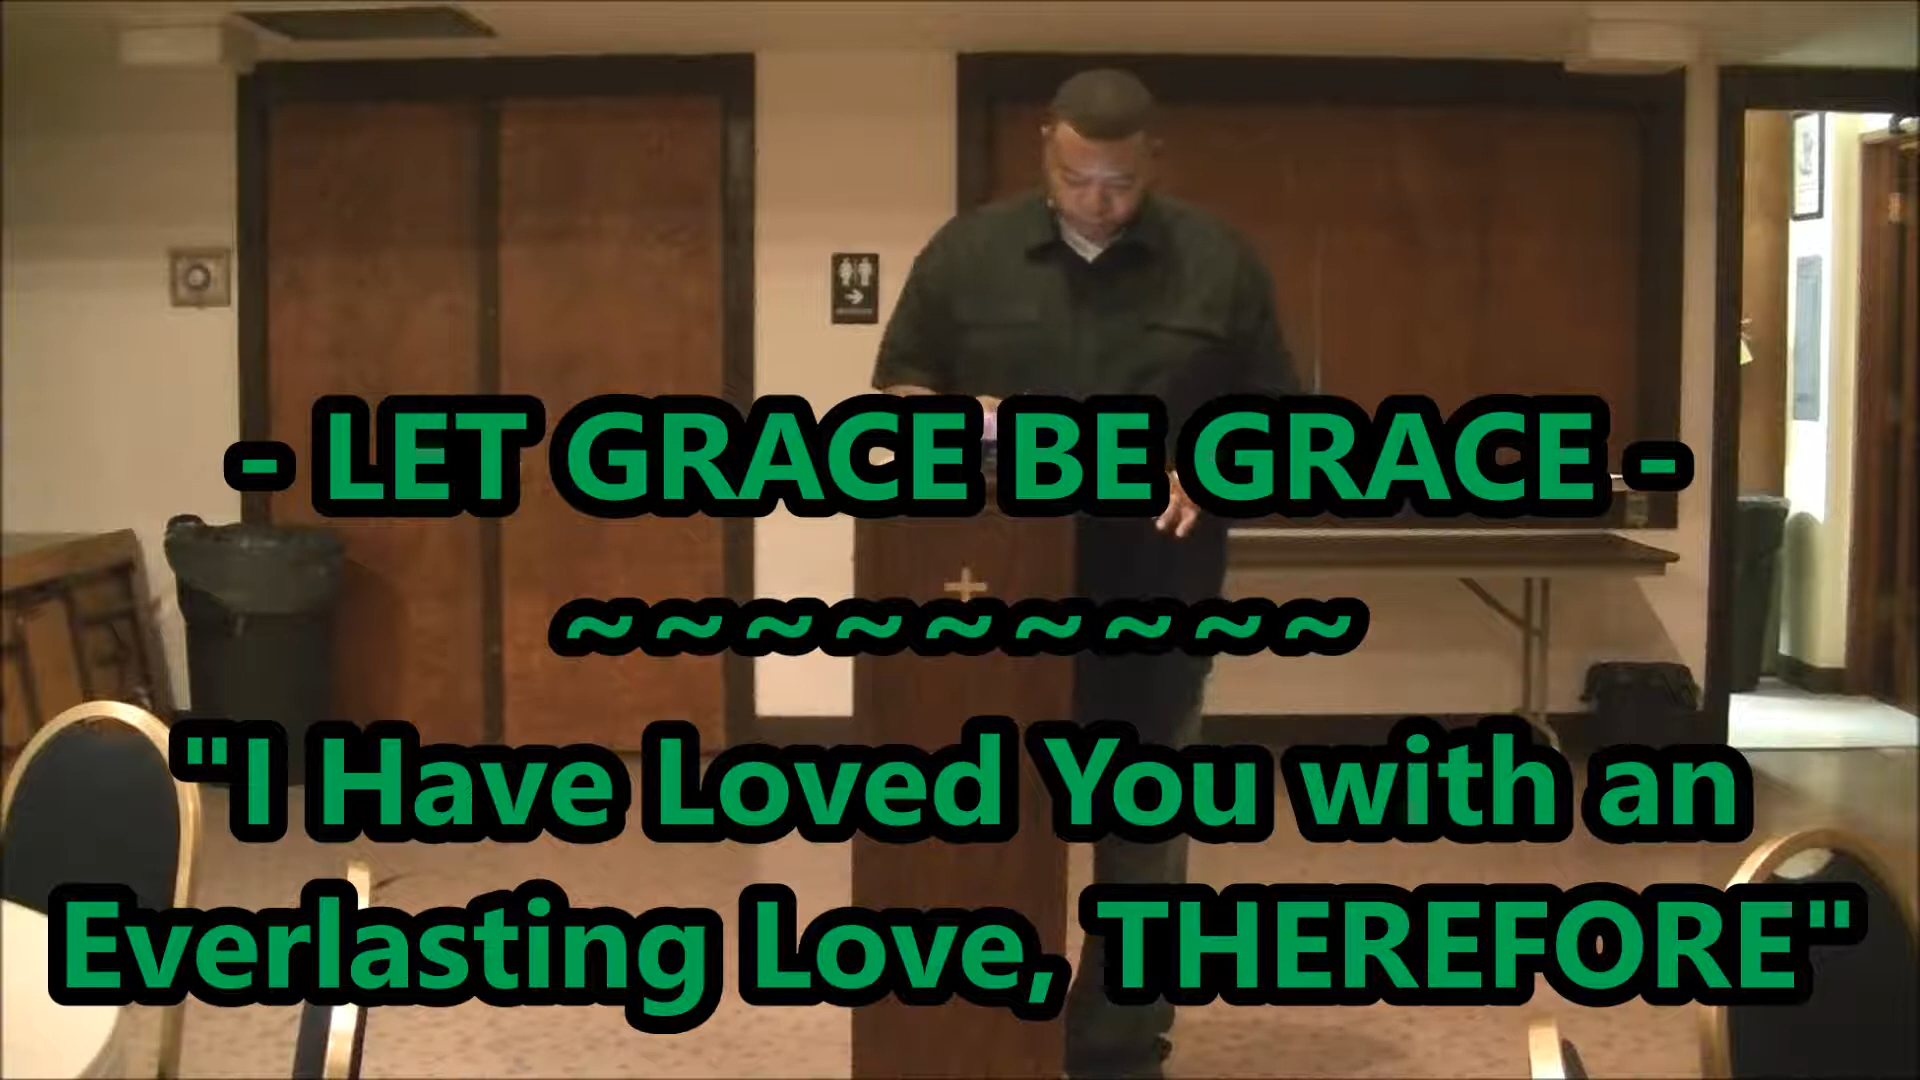 - LET GRACE BE GRACE -
~ ~ ~ ~ ~ ~ ~ ~ ~
"I Have Loved You with an
Everlasting Love, THEREFORE"